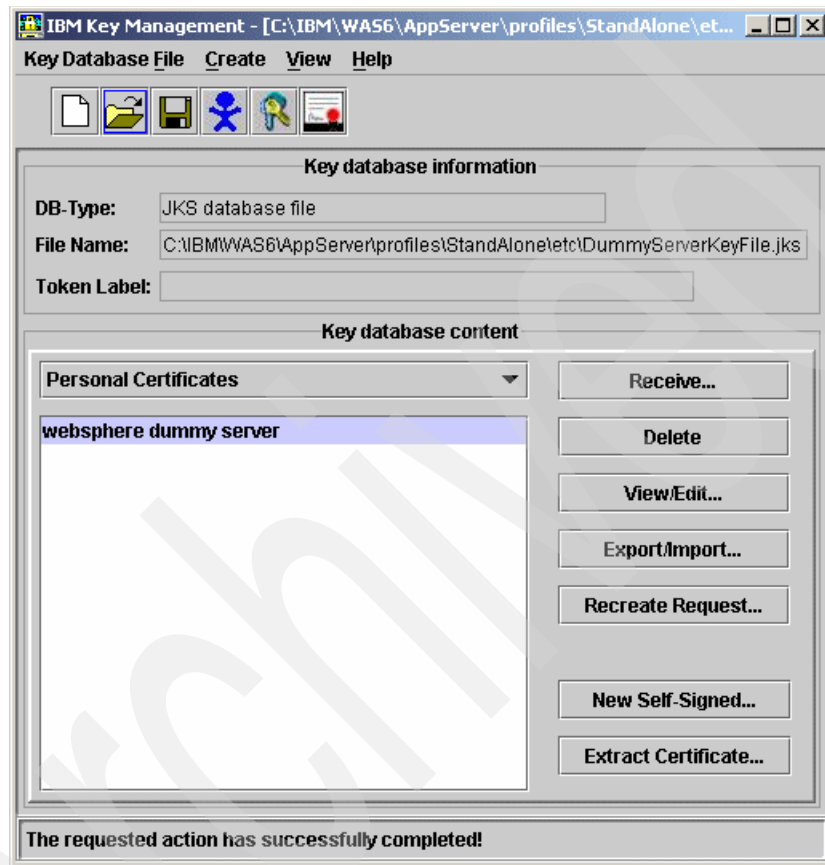 IBM Key Management - [C:\IBM\WAS6\AppServer\profiles\StandAlone\et...
Key Database File Create View Help
Key database information
DB-Type: JKS database file
File Name: C:\IBM\WAS6\AppServer\profiles\StandAlone\etc\DummyServerKeyFile.jks
Token Label:
Key database content
Personal Certificates
Receive...
websphere dummy server
Delete
View/Edit...
Export/Import...
Recreate Request...
New Self-Signed...
Extract Certificate...
The requested action has successfully completed!